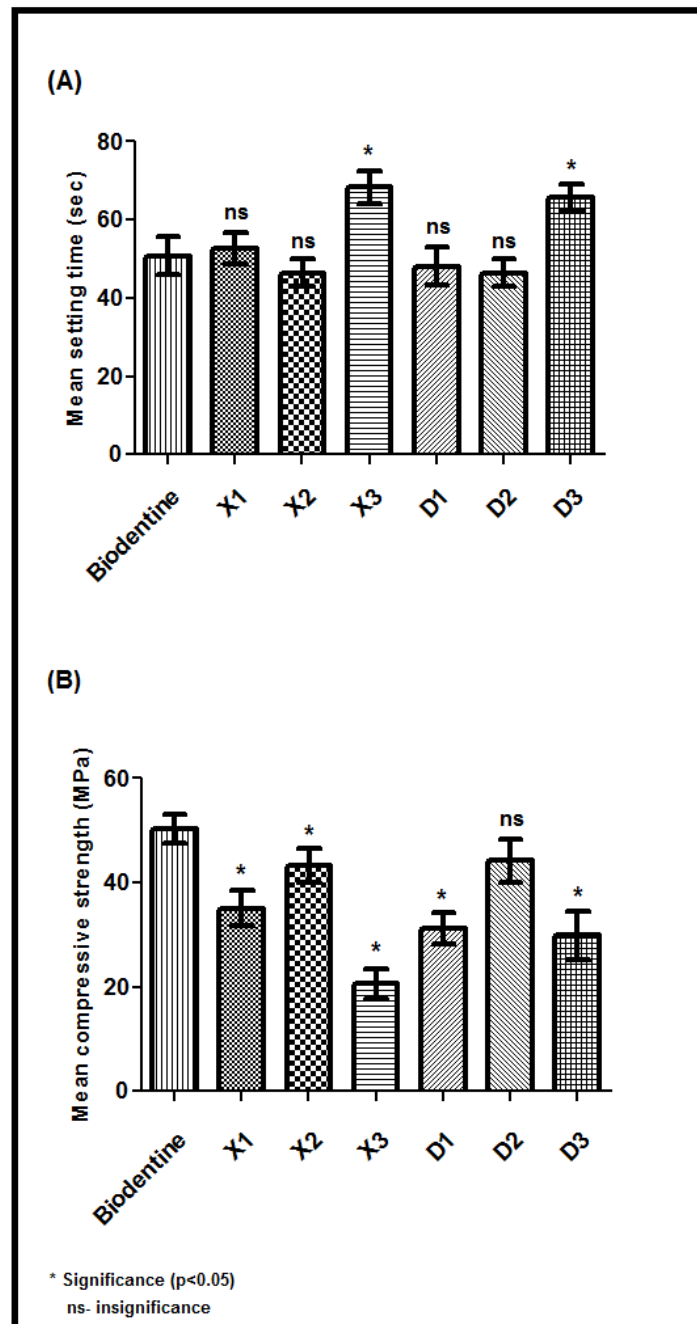 (A)
Mean setting time (sec)
80
60
40
20
0
ns
ns
*
ns
ns
*
Biodentine
X1
X2
X3
D1
D2
D3
(B)
Mean compressive strength (MPa)
60
40
20
0
*
*
*
*
ns
*
Biodentine
X1
X2
X3
D1
D2
D3
* Significance (p<0.05)
ns- insignificance